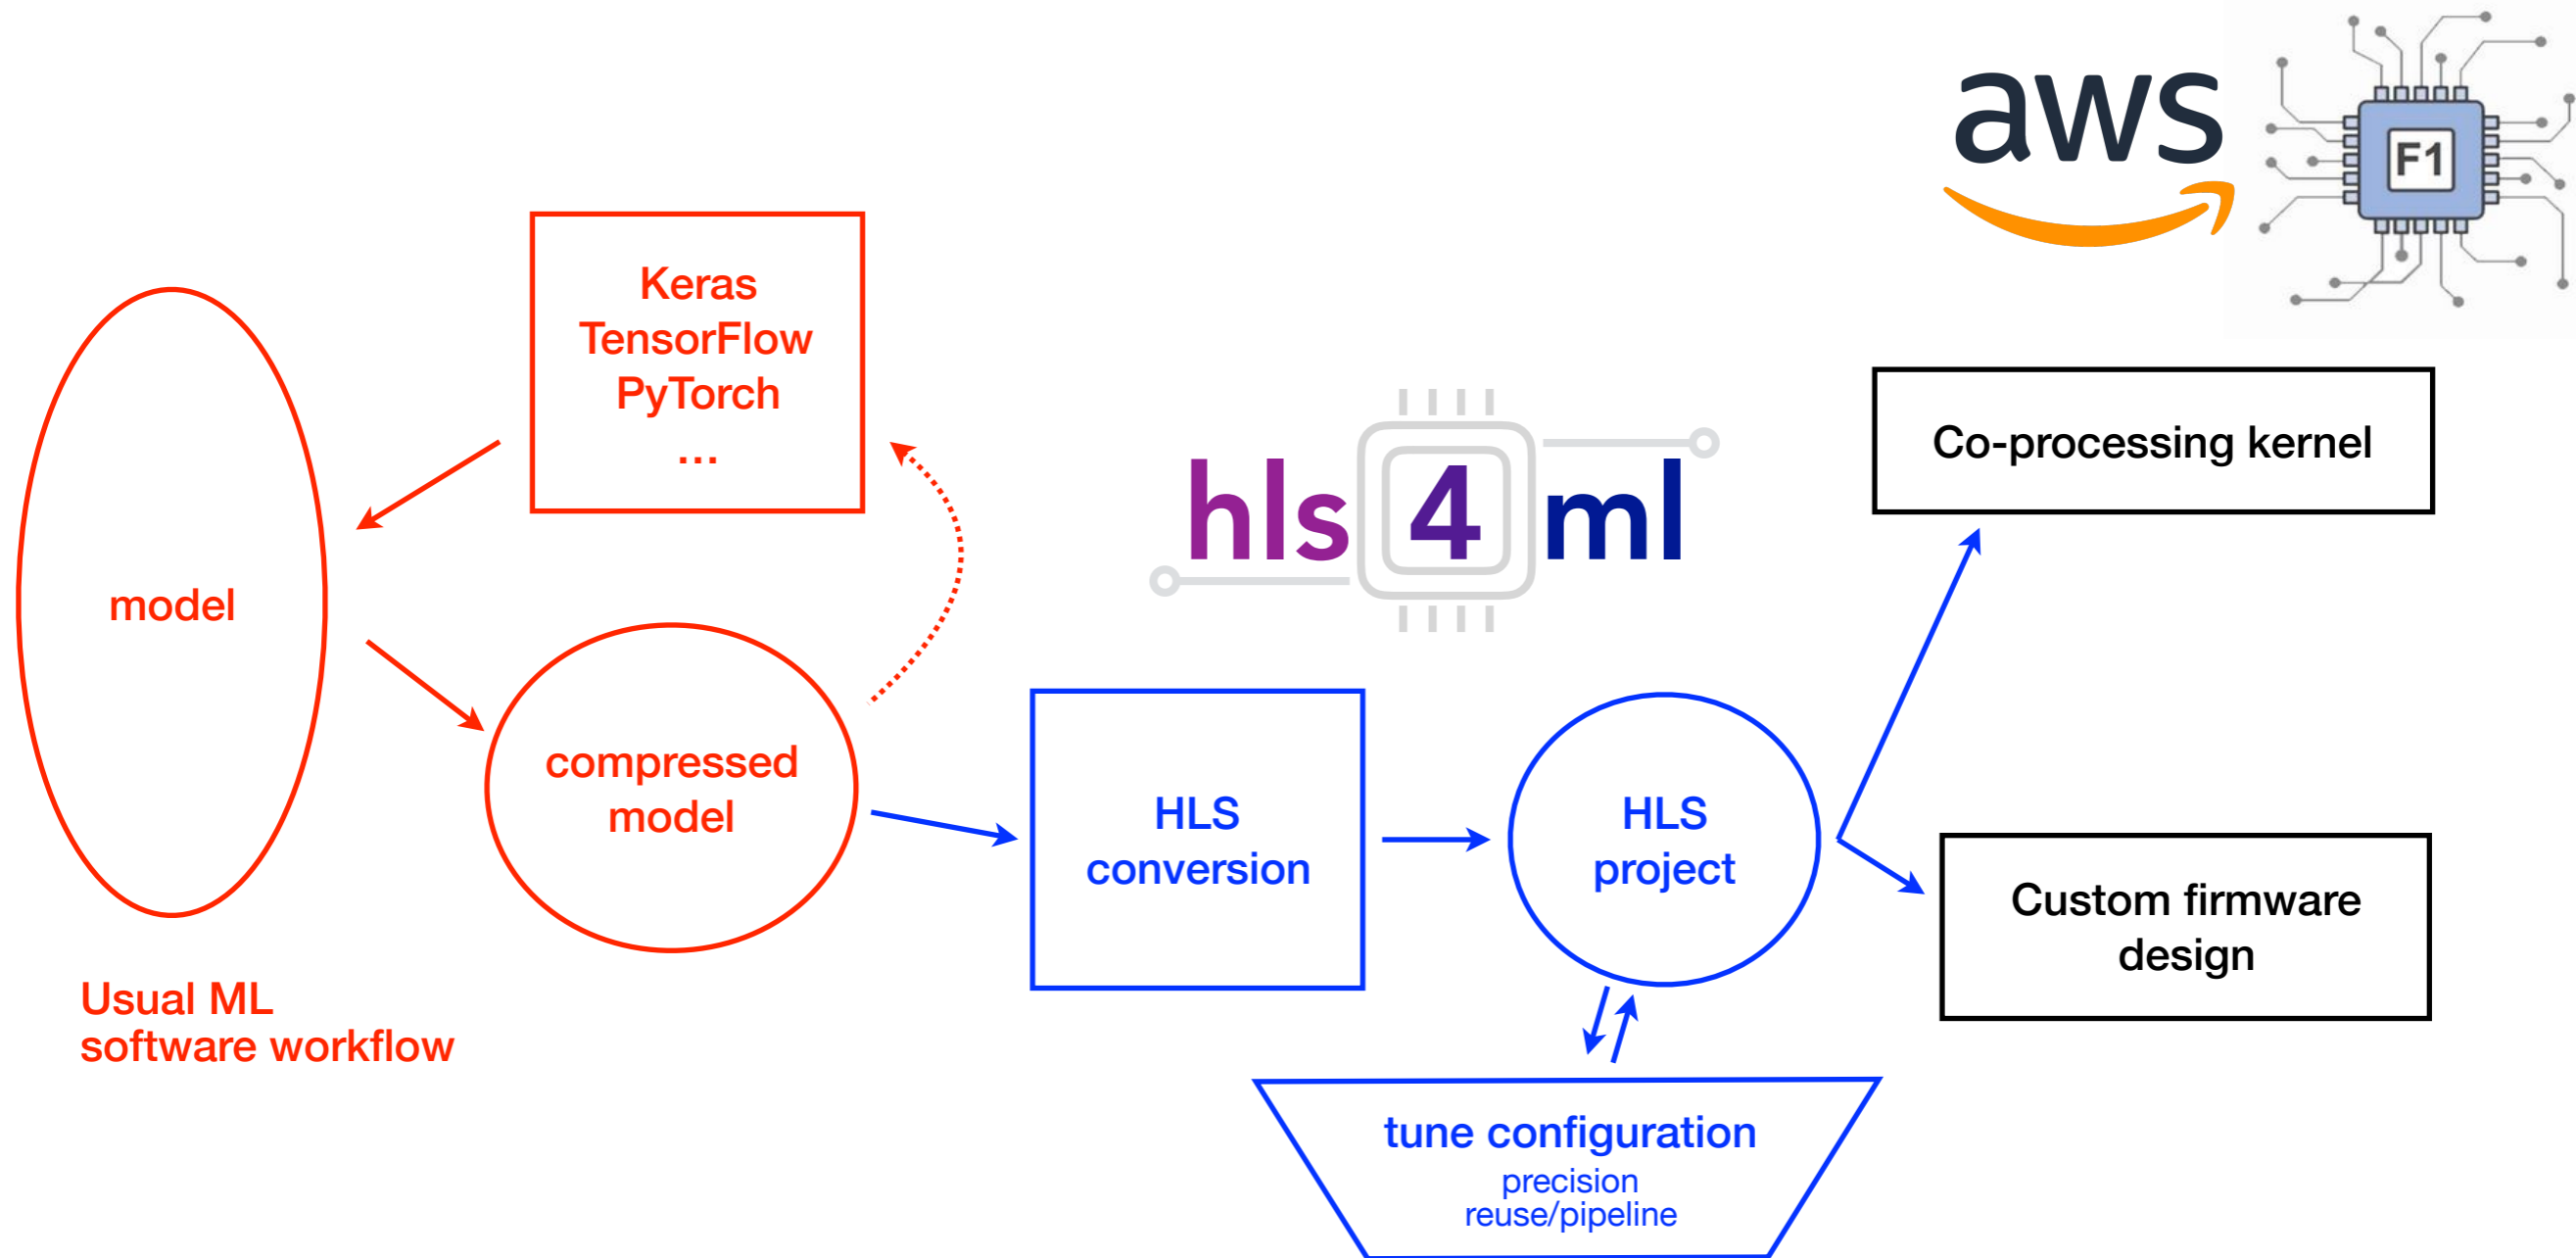 aws
F1
Keras
TensorFlow
PyTorch
...
model
hls 4 ml
Co-processing kernel
compressed
model
HLS
conversion
HLS
project
Custom firmware
design
Usual ML
software workflow
tune configuration
precision
reuse/pipeline